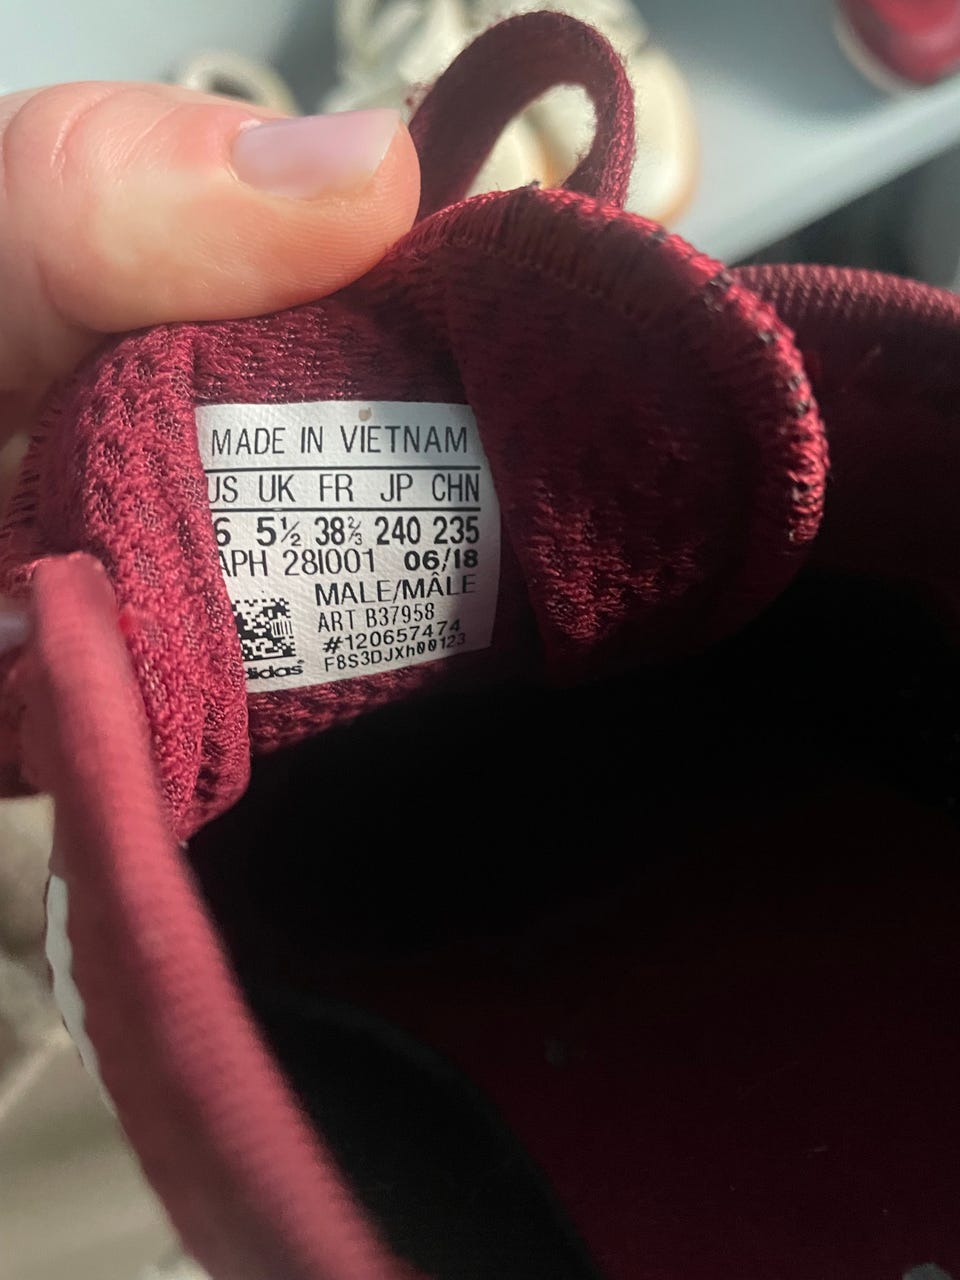 MADE IN VIETNAM
US UK FR JP CHN
6 5½ 38⅔ 240 235
APH 28I001 06/18
MALE/MÂLE
ART B37958
#120657474
F8S3DJXh00123
adidas